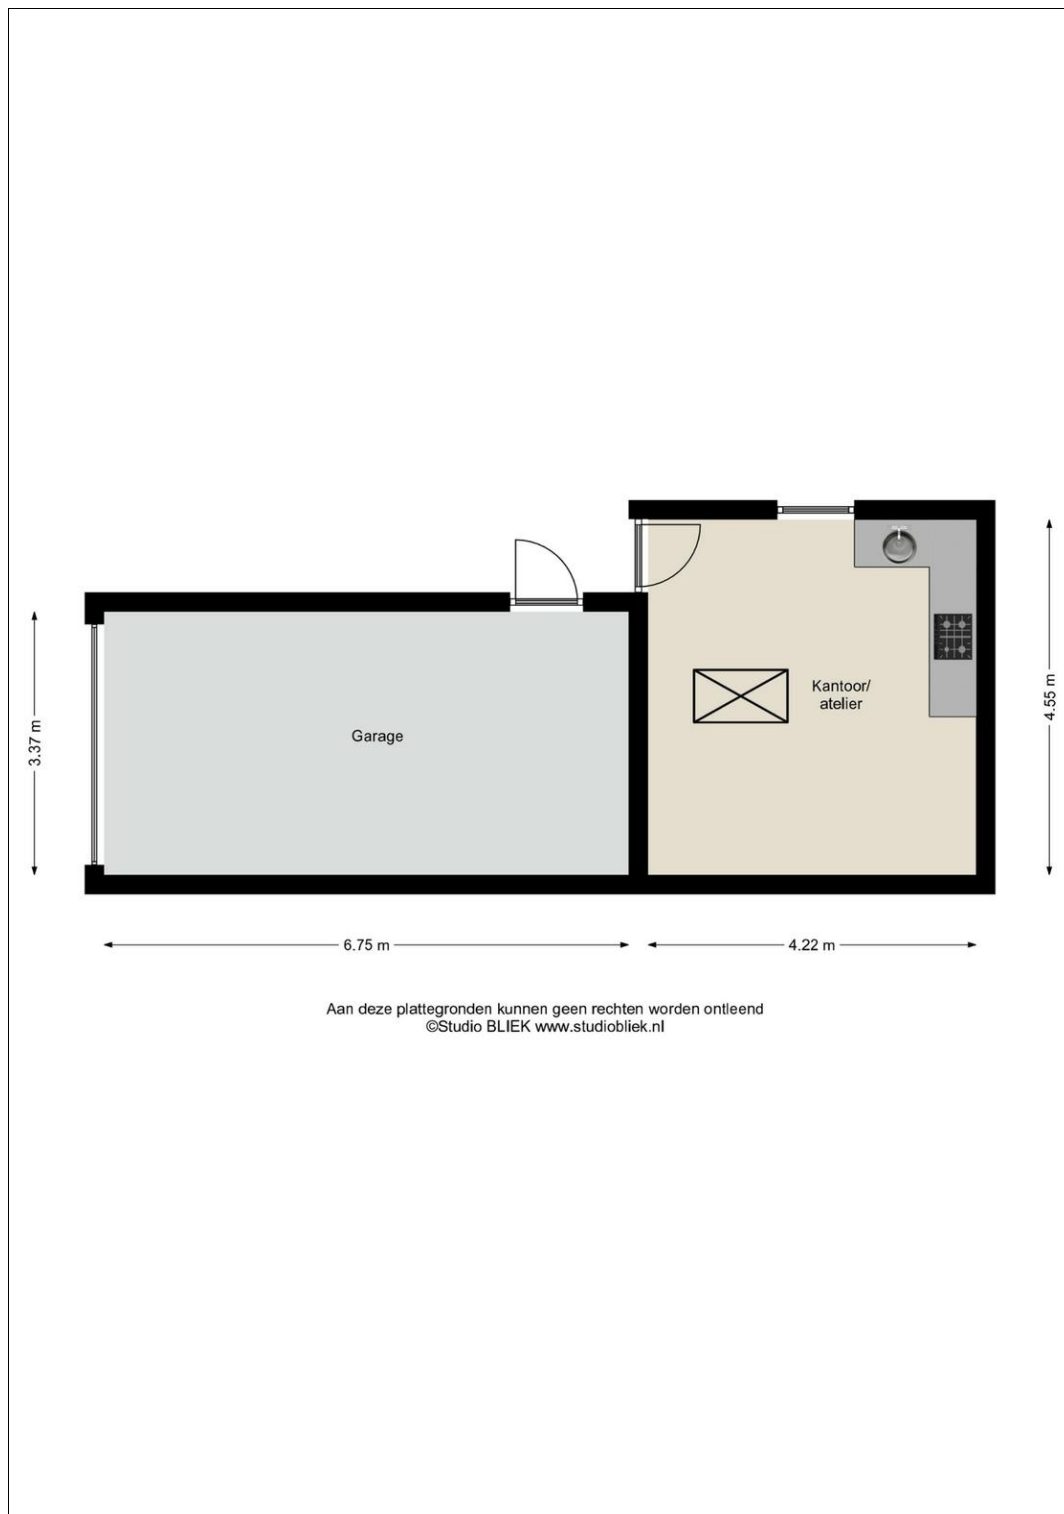 Kantoor/
atelier
Garage
3.37 m
4.55 m
6.75 m
4.22 m
Aan deze plattegronden kunnen geen rechten worden ontleend
©Studio BLIEK www.studiobliek.nl